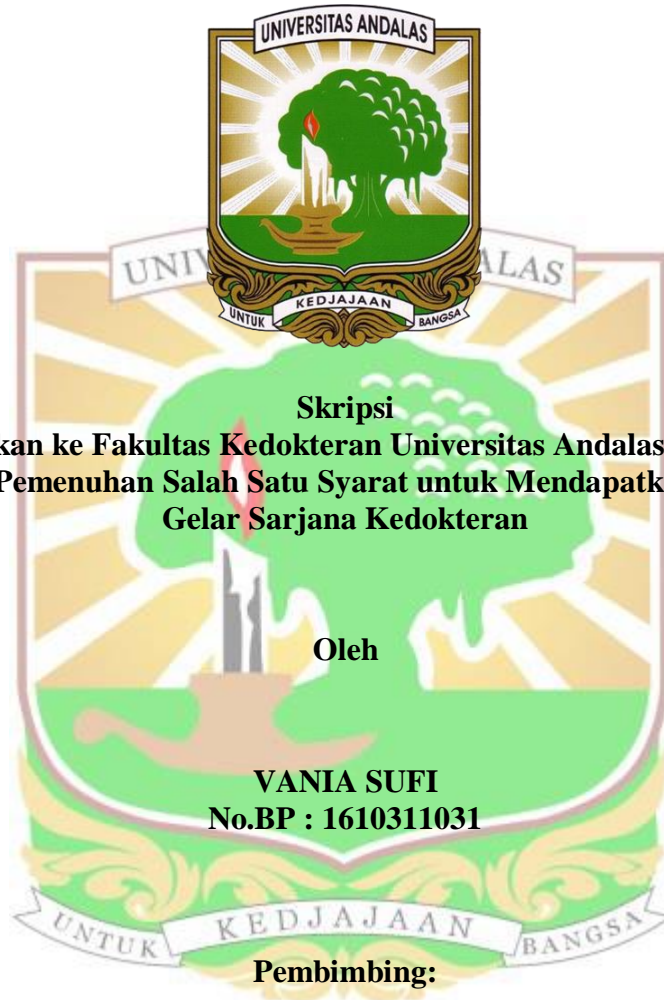 UNIVERSITAS ANDALAS
UNTUK KEDJAJAAN BANGSA
ALAS
Skripsi
kan ke Fakultas Kedokteran Universitas Andalas
Pemenuhan Salah Satu Syarat untuk Mendapatk
Gelar Sarjana Kedokteran
Oleh
VANIA SUFI
No.BP : 1610311031
UNTUK KEDJAJAAN BANGSA
Pembimbing: